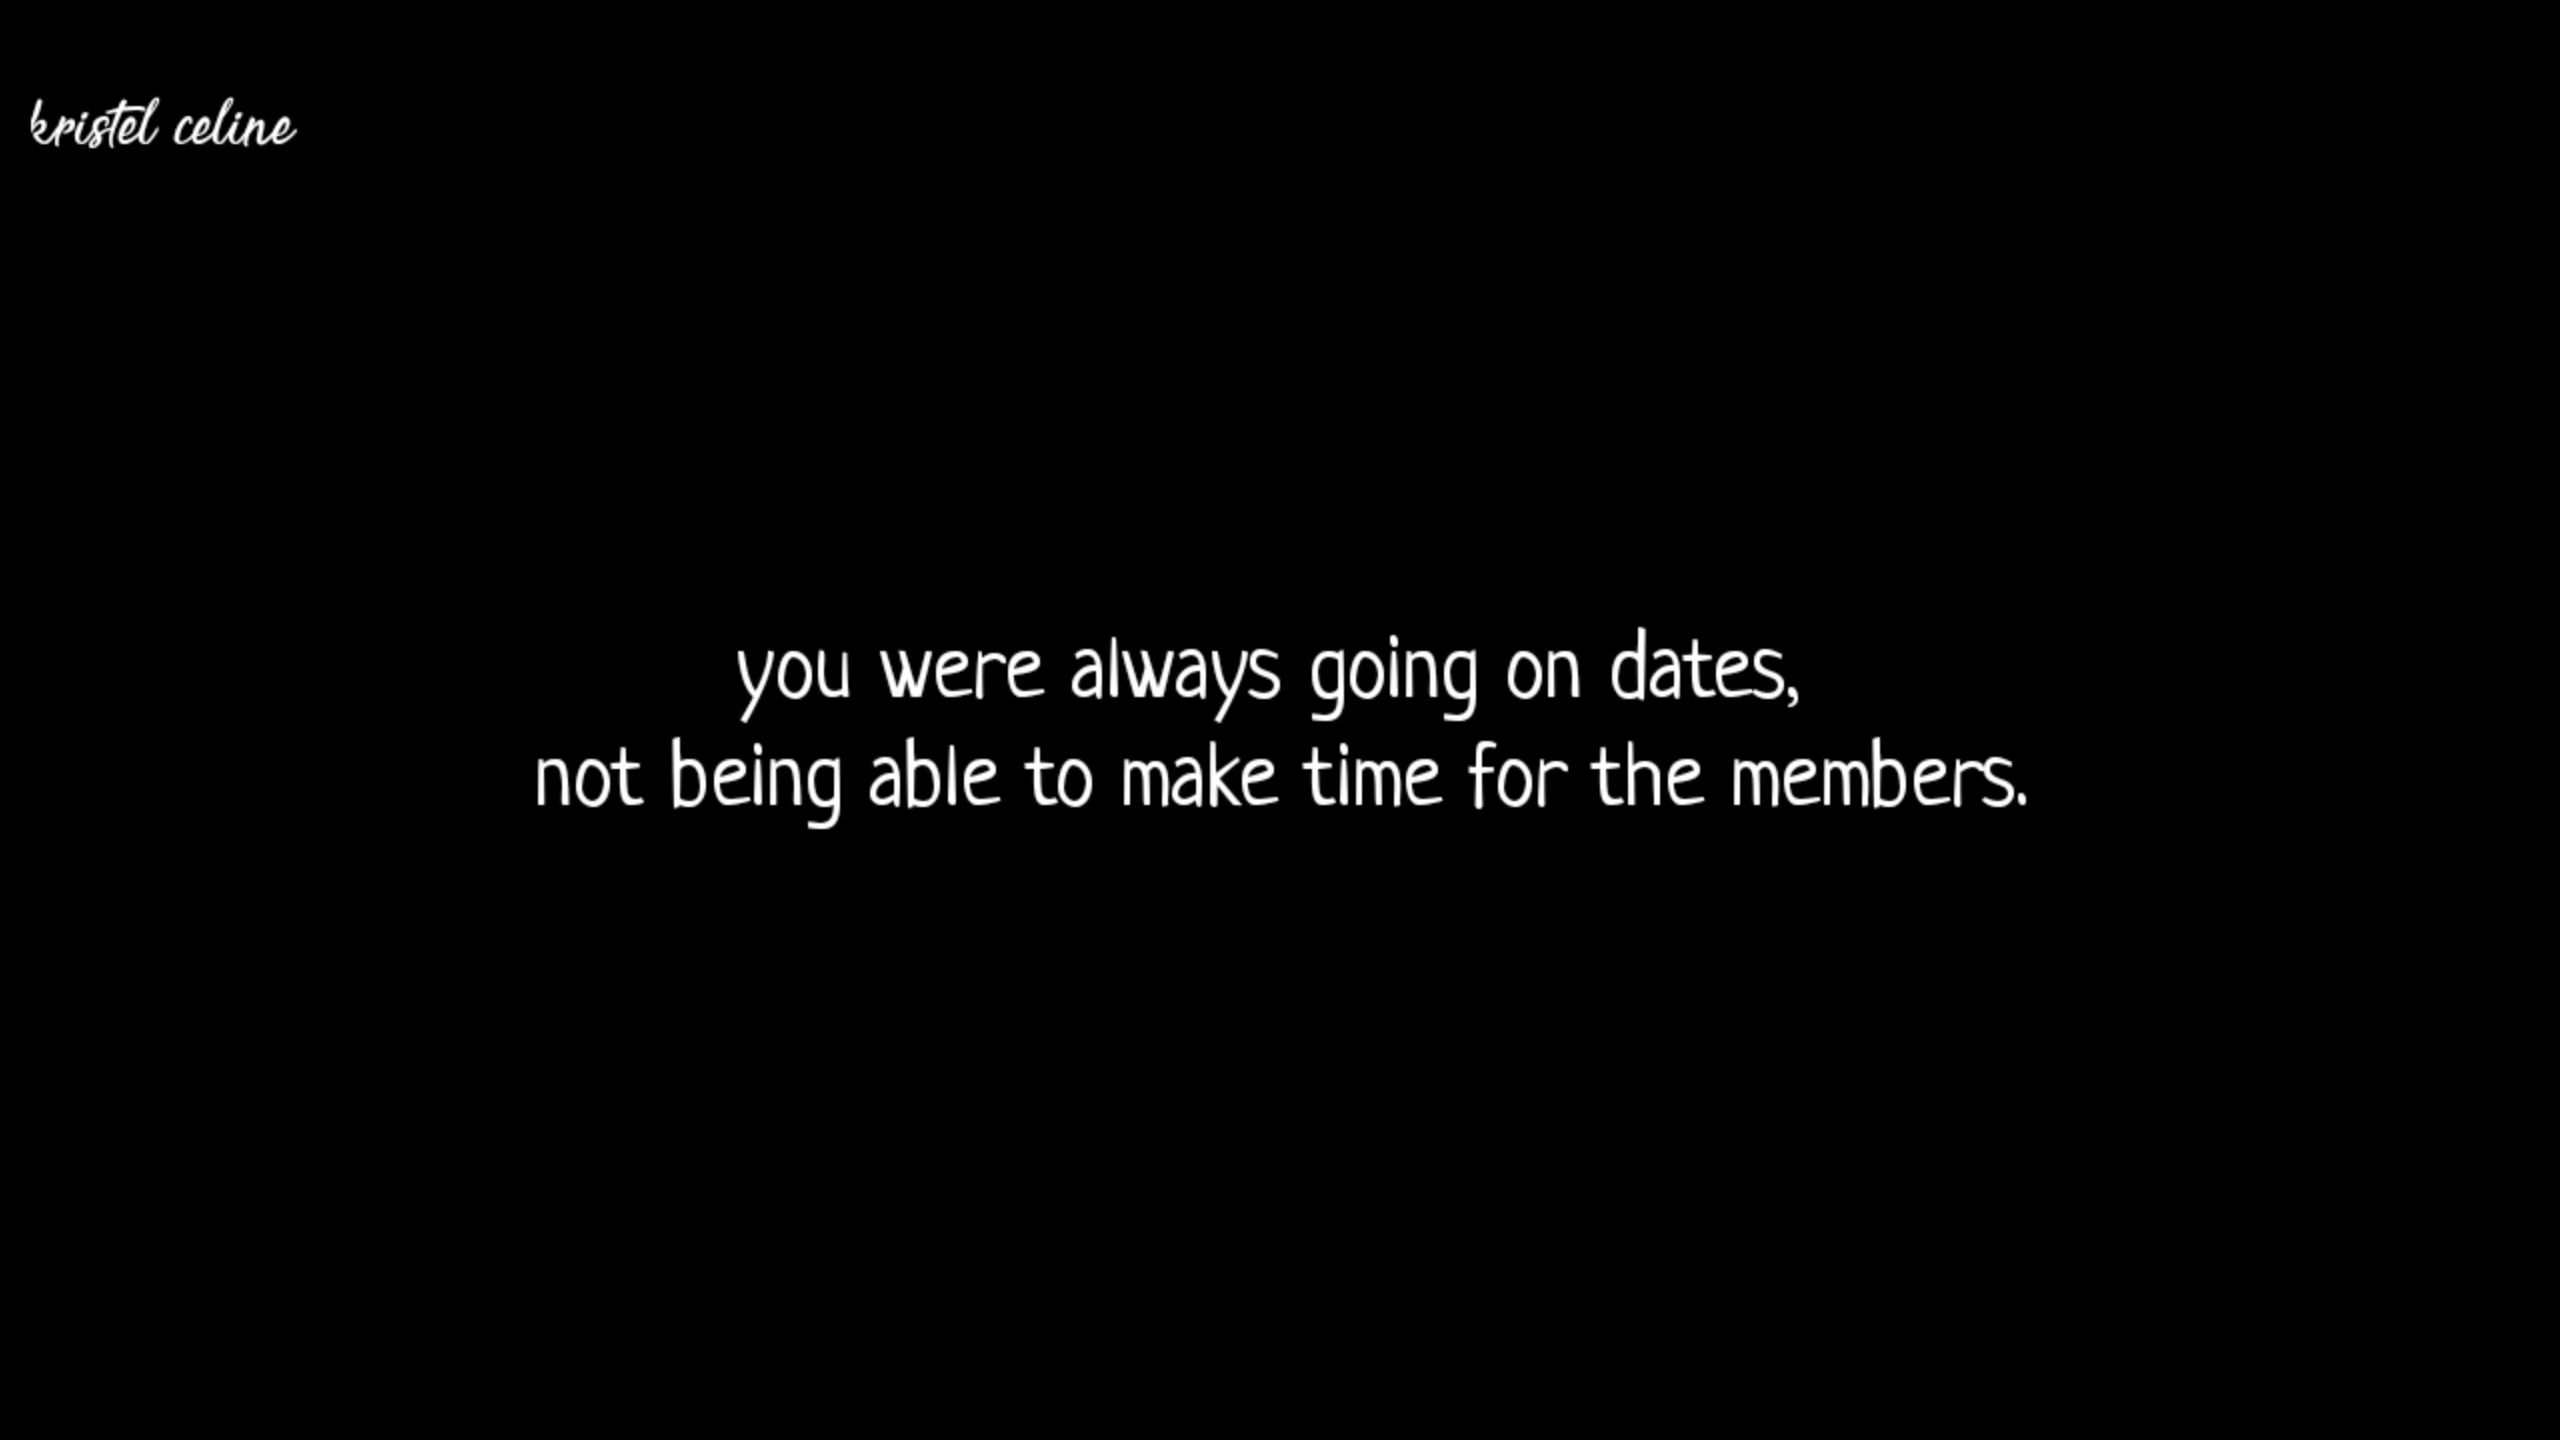 kristel celine
you were always going on dates,
not being able to make time for the members.